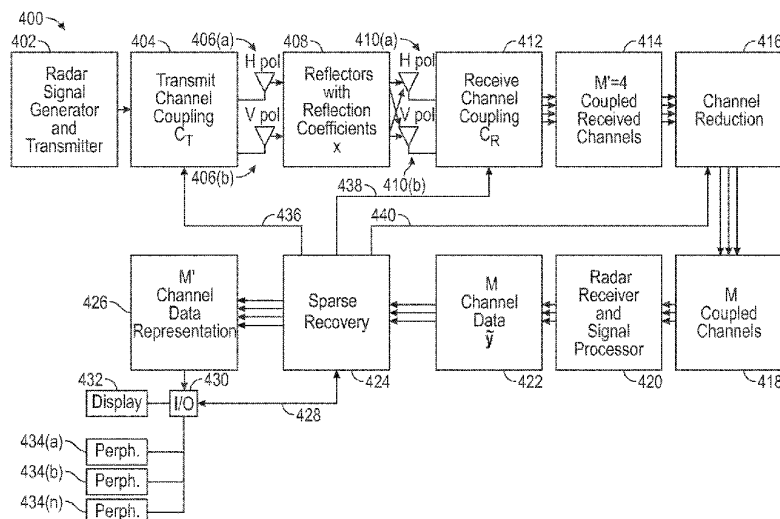 400
402
Radar
Signal
Generator
and
Transmitter
404
Transmit
Channel
Coupling
C_T
406(a)
H pol
V pol
406(b)
408
Reflectors
with
Reflection
Coefficients
x
410(a)
H pol
V pol
410(b)
412
Receive
Channel
Coupling
C_R
414
M'=4
Coupled
Received
Channels
416
Channel
Reduction
436
438
440
426
M'
Channel
Data
Representation
Sparse
Recovery
424
M
Channel
Data
ỹ
422
Radar
Receiver
and
Signal
Processor
420
M
Coupled
Channels
418
432
Display
430
I/O
428
434(a)
Perph.
434(b)
Perph.
434(n)
Perph.